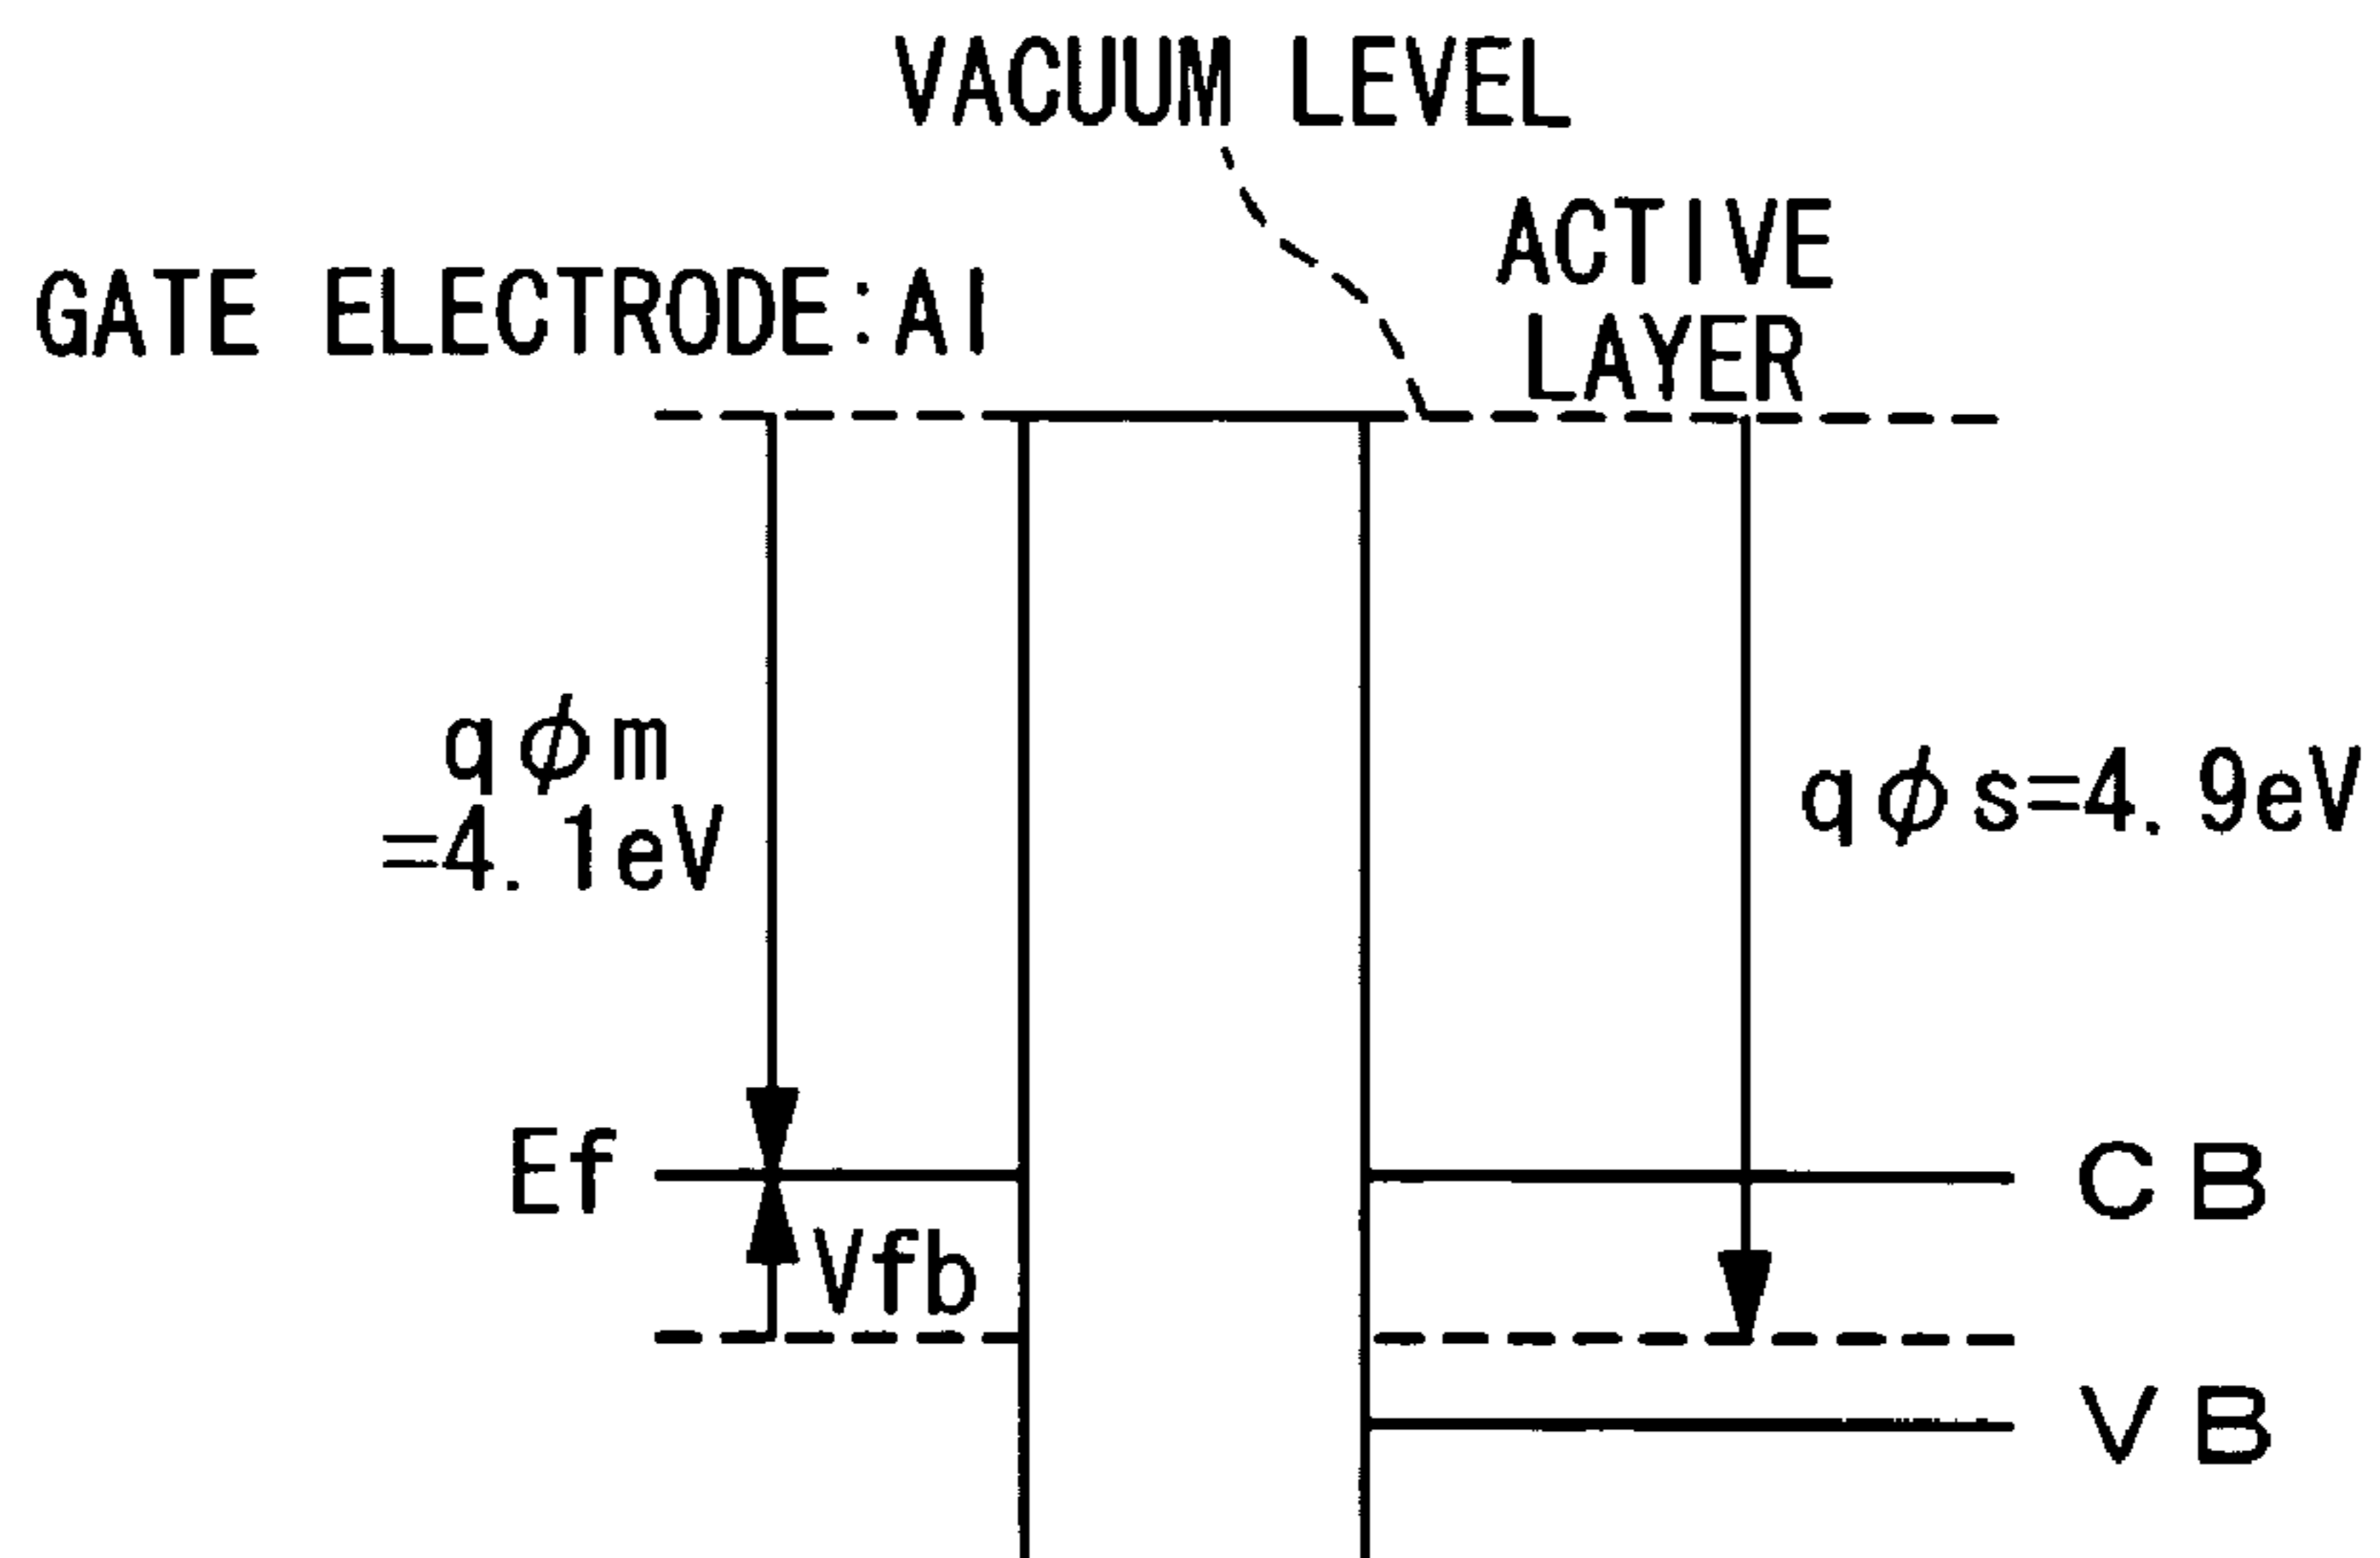 VACUUM LEVEL
ACTIVE
LAYER
GATE ELECTRODE:Al
qϕm
=4.1eV
qϕs=4.9eV
Ef
CB
Vfb
VB